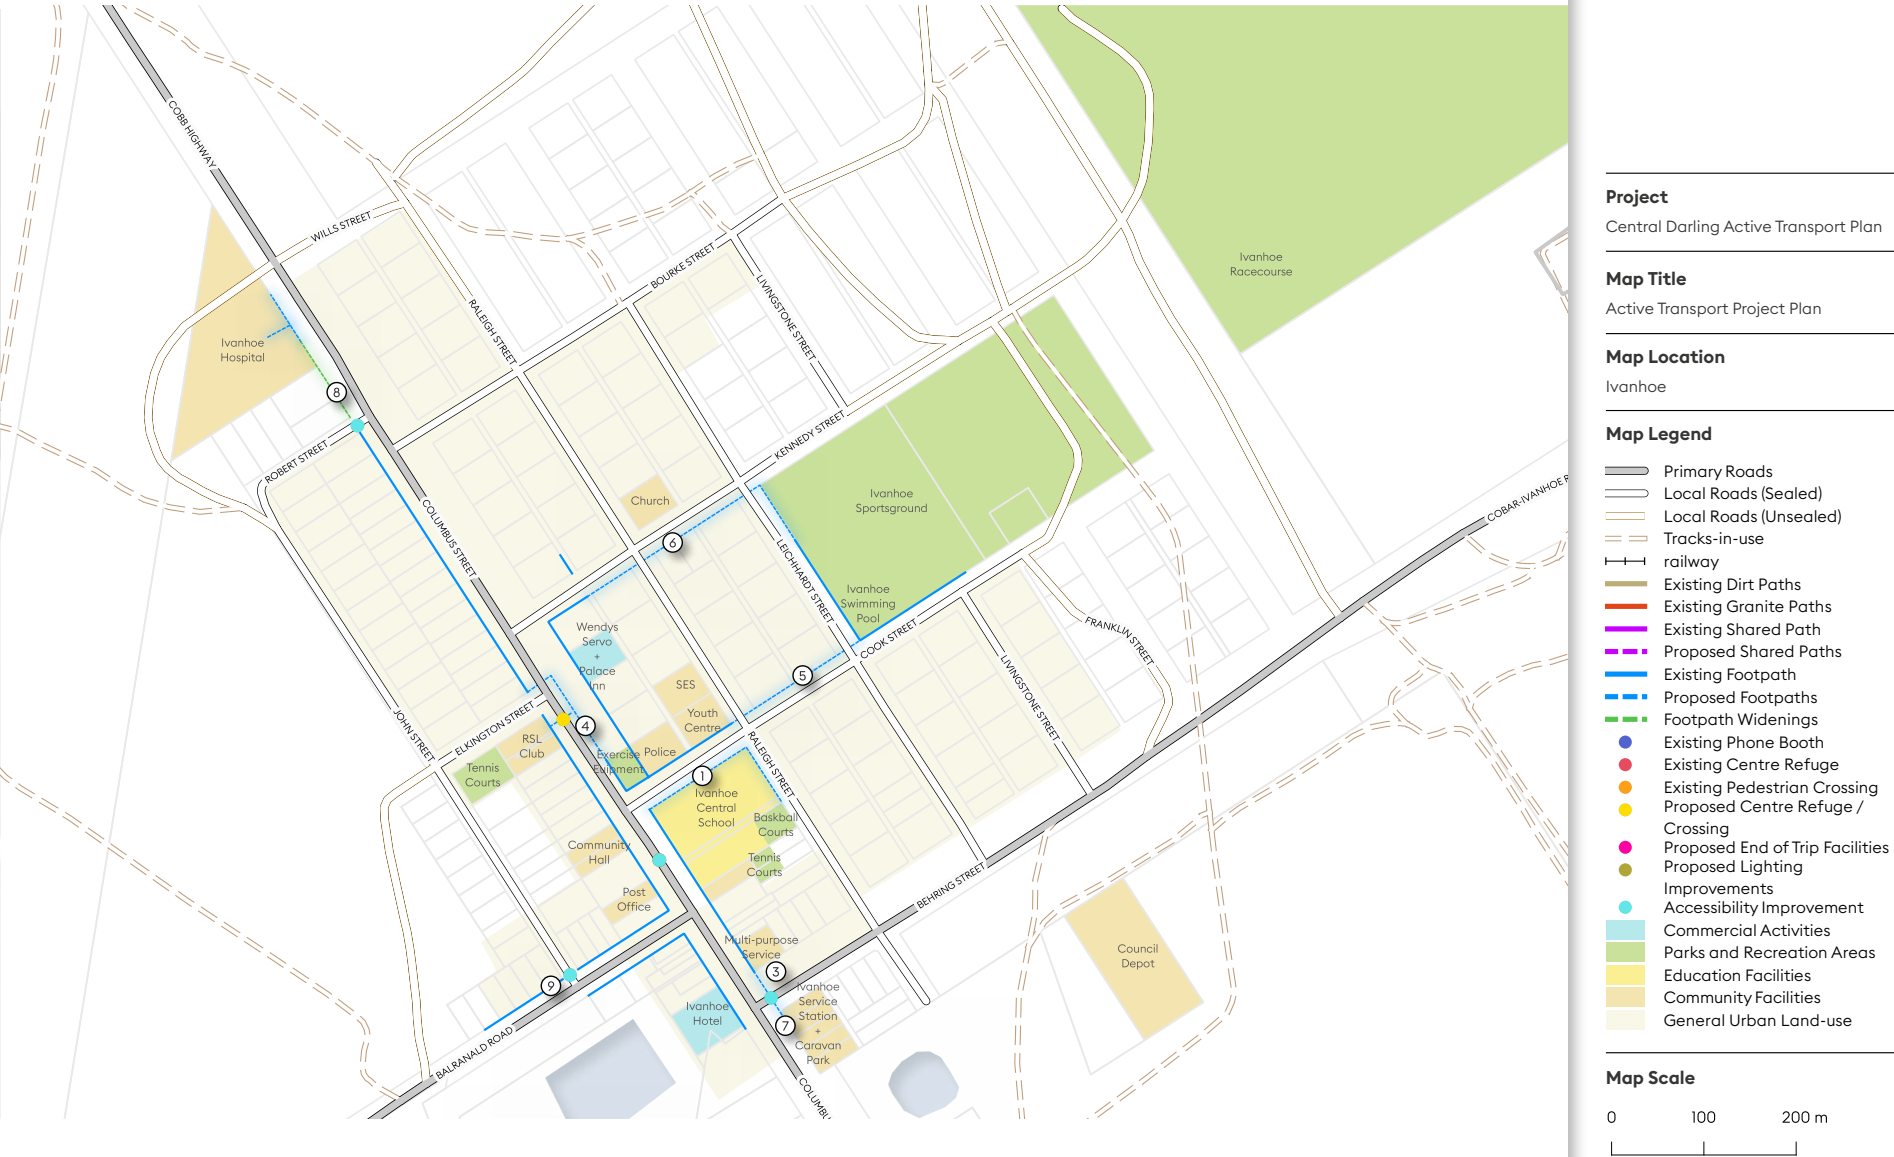 COBB HIGHWAY
WILLS STREET
RALEIGH STREET
BOURKE STREET
LIVINGSTONE STREET
Ivanhoe
Racecourse
Ivanhoe
Hospital
8
ROBERT STREET
KENNEDY STREET
COLUMBUS STREET
Church
Ivanhoe
Sportsground
6
LEICHHARDT STREET
Ivanhoe
Swimming
Pool
COOK STREET
COBAR-IVANHOE R
FRANKLIN STREET
LIVINGSTONE STREET
Wendys
Servo
+
Palace
Inn
SES
Youth
Centre
5
4
JOHN STREET
ELKINGTON STREET
RSL
Club
Tennis
Courts
Exercise
Euipment
Police
RALEIGH STREET
1
Ivanhoe
Central
School
Baskball
Courts
Tennis
Courts
Community
Hall
Post
Office
BEHRING STREET
Multi-purpose
Service
3
9
Ivanhoe
Hotel
7
Ivanhoe
Service
Station
+
Caravan
Park
Council
Depot
BALRANALD ROAD
COLUMBU
Project
Central Darling Active Transport Plan
Map Title
Active Transport Project Plan
Map Location
Ivanhoe
Map Legend
Primary Roads
Local Roads (Sealed)
Local Roads (Unsealed)
Tracks-in-use
railway
Existing Dirt Paths
Existing Granite Paths
Existing Shared Path
Proposed Shared Paths
Existing Footpath
Proposed Footpaths
Footpath Widenings
Existing Phone Booth
Existing Centre Refuge
Existing Pedestrian Crossing
Proposed Centre Refuge /
Crossing
Proposed End of Trip Facilities
Proposed Lighting
Improvements
Accessibility Improvement
Commercial Activities
Parks and Recreation Areas
Education Facilities
Community Facilities
General Urban Land-use
Map Scale
0 100 200 m